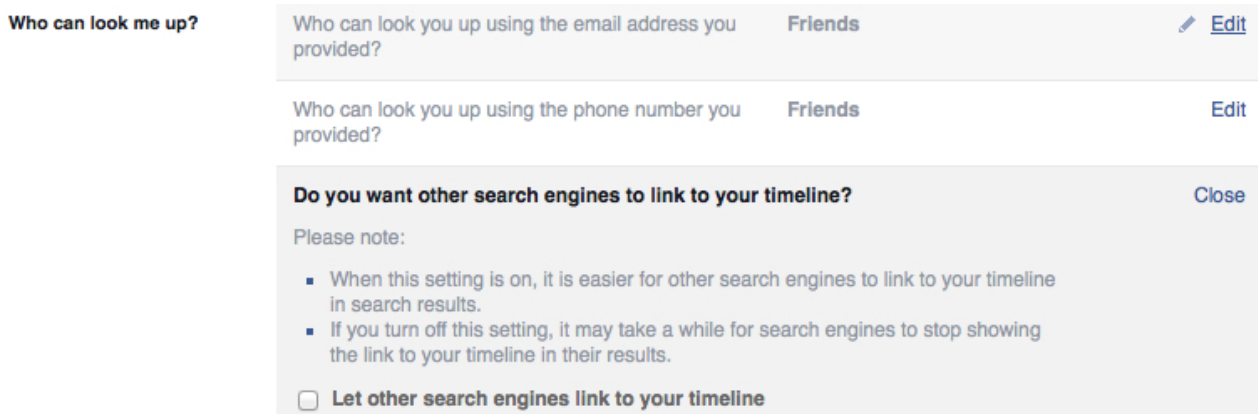 Who can look me up?
Who can look you up using the email address you
provided?
Friends
Edit
Who can look you up using the phone number you
provided?
Friends
Edit
Do you want other search engines to link to your timeline?
Close
Please note:
When this setting is on, it is easier for other search engines to link to your timeline
in search results.
If you turn off this setting, it may take a while for search engines to stop showing
the link to your timeline in their results.
Let other search engines link to your timeline